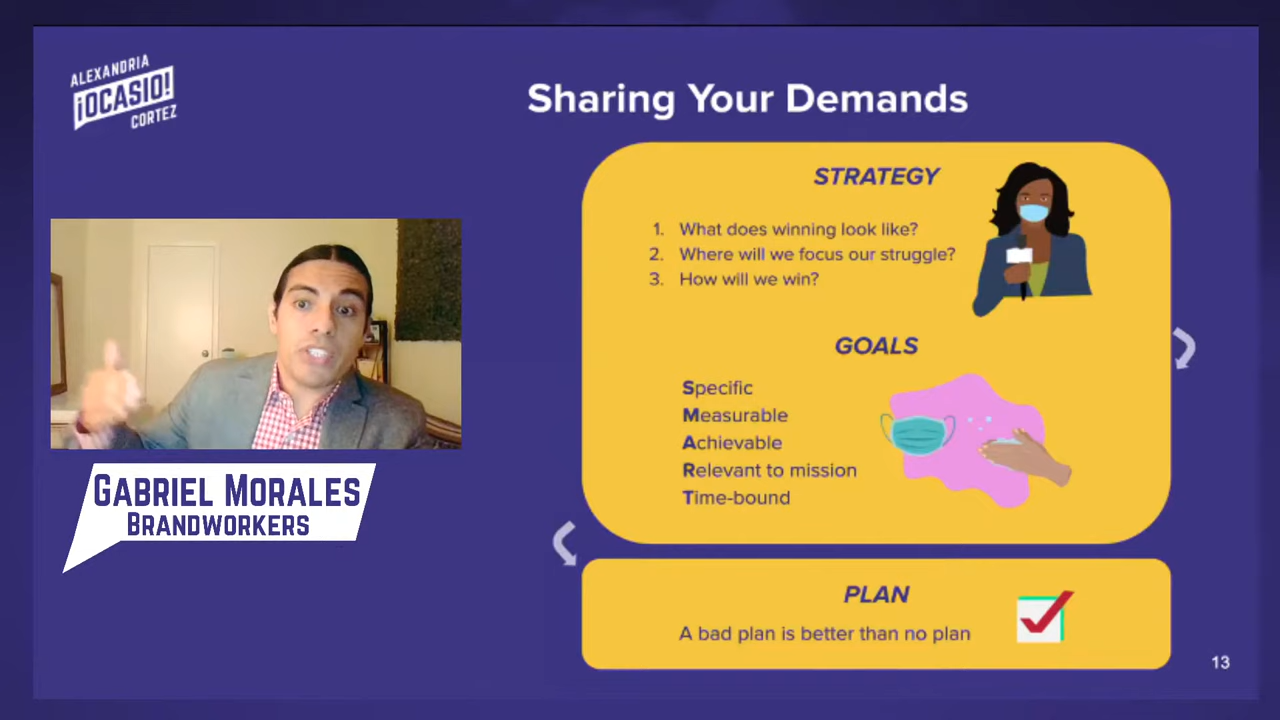 ALEXANDRIA
¡OCASIO!
CORTEZ
Sharing Your Demands
STRATEGY
1. What does winning look like?
2. Where will we focus our struggle?
3. How will we win?
GOALS
Specific
Measurable
Achievable
Relevant to mission
Time-bound
GABRIEL MORALES
BRANDWORKERS
PLAN
A bad plan is better than no plan
13